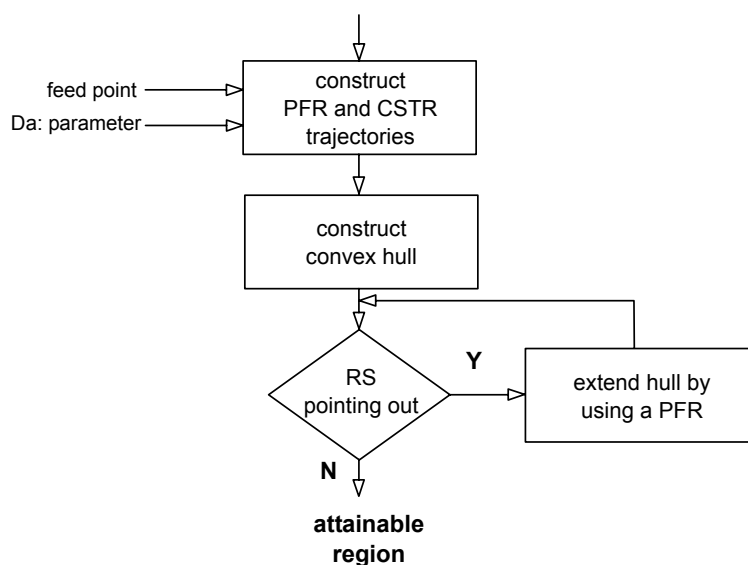 construct
PFR and CSTR
trajectories
feed point
Da: parameter
construct
convex hull
RS
pointing out
Y
extend hull by
using a PFR
N
attainable
region